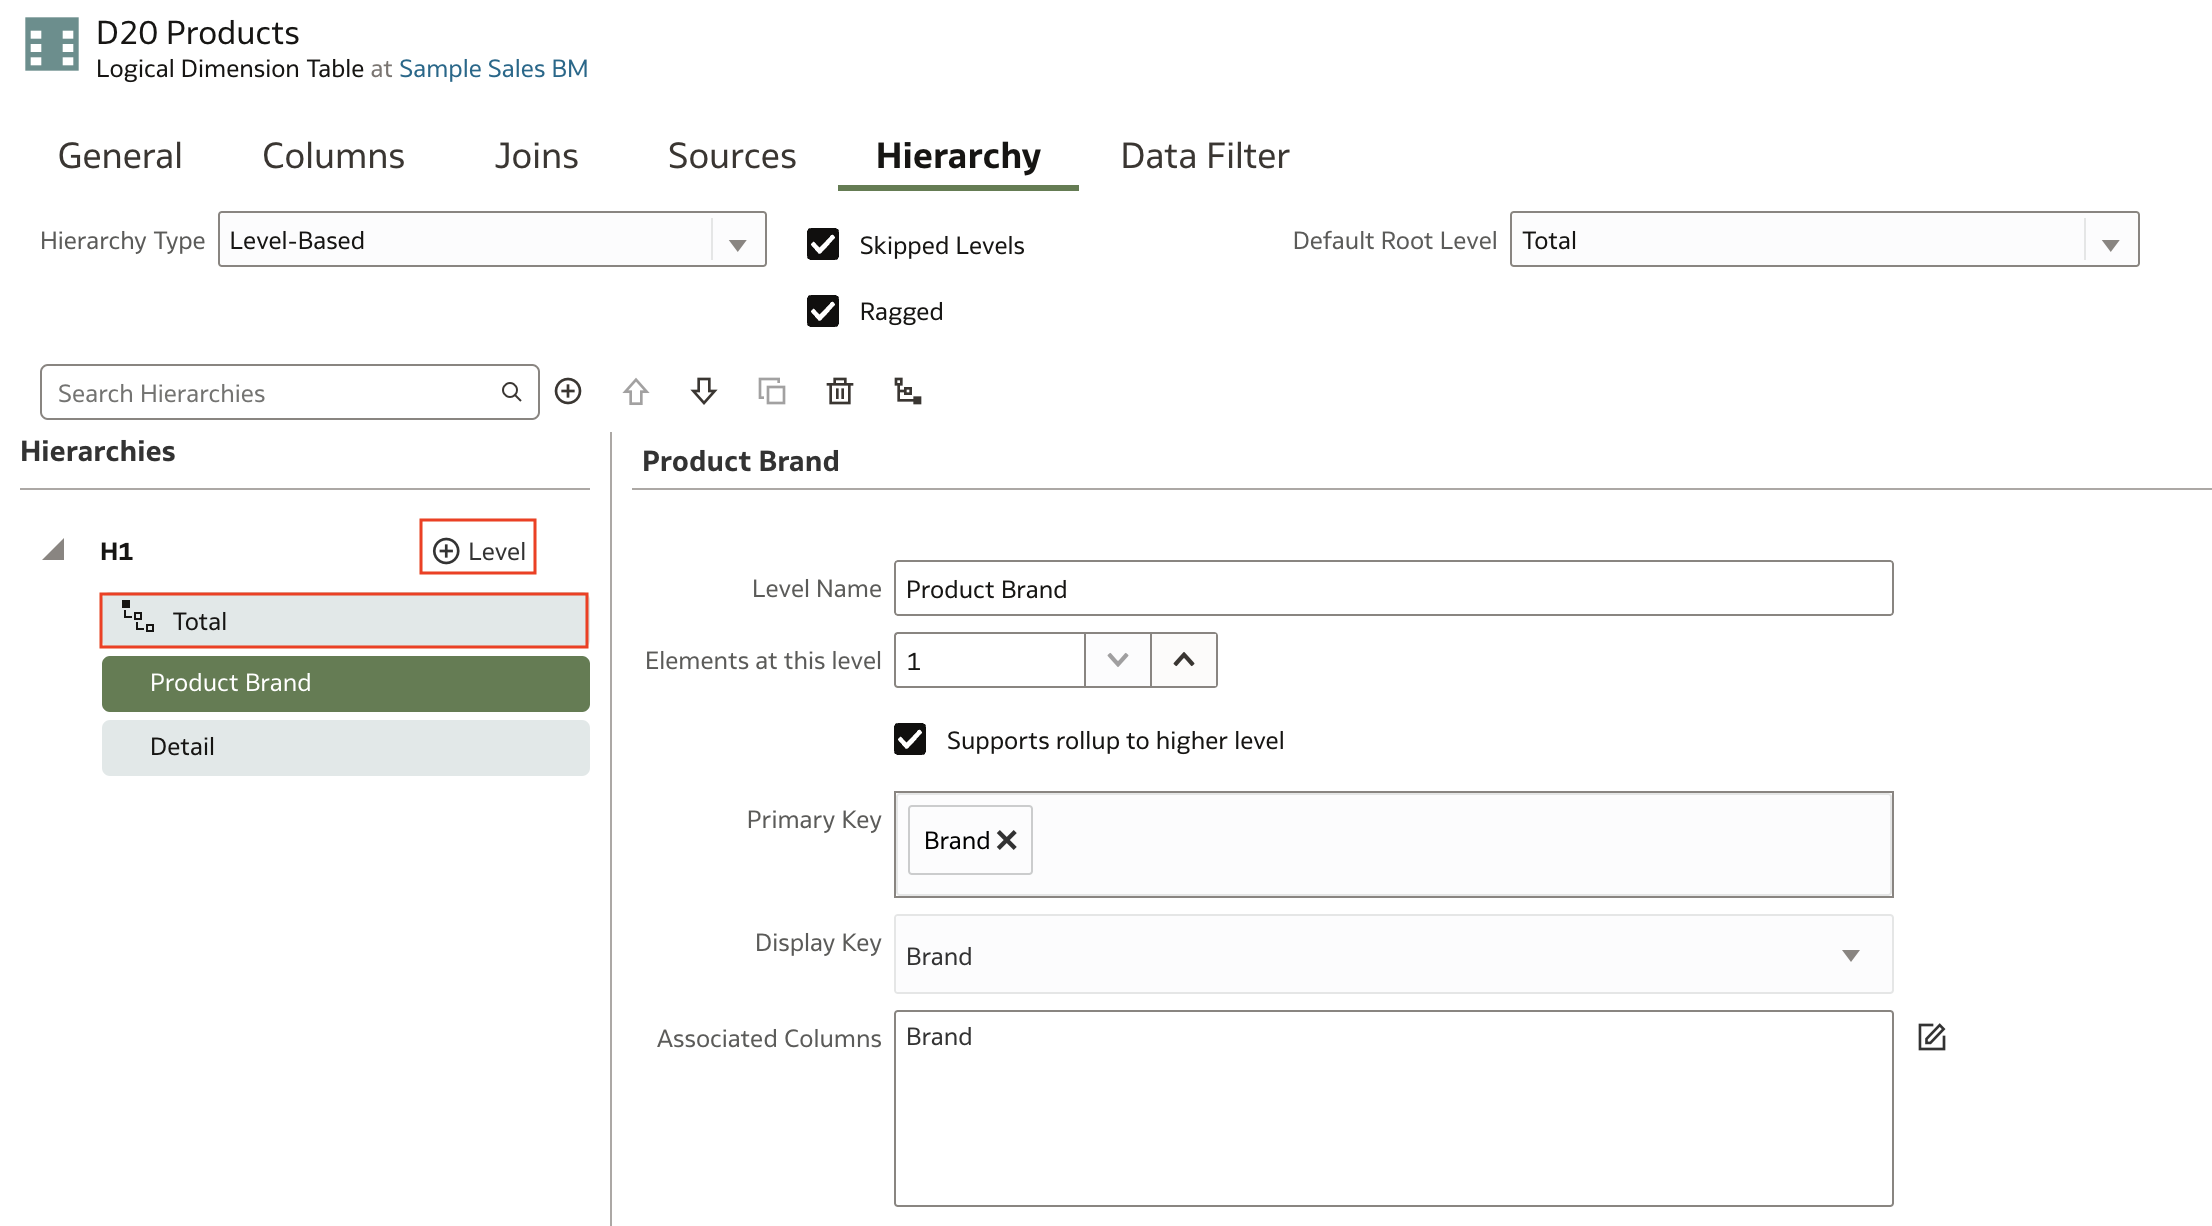 D20 Products
Logical Dimension Table at Sample Sales BM
General Columns Joins Sources Hierarchy Data Filter
Hierarchy Type Level-Based Skipped Levels Default Root Level Total
Ragged
Search Hierarchies
Hierarchies
Product Brand
H1 Level
Total
Product Brand
Detail
Level Name Product Brand
Elements at this level 1
Supports rollup to higher level
Primary Key Brand
Display Key Brand
Associated Columns Brand